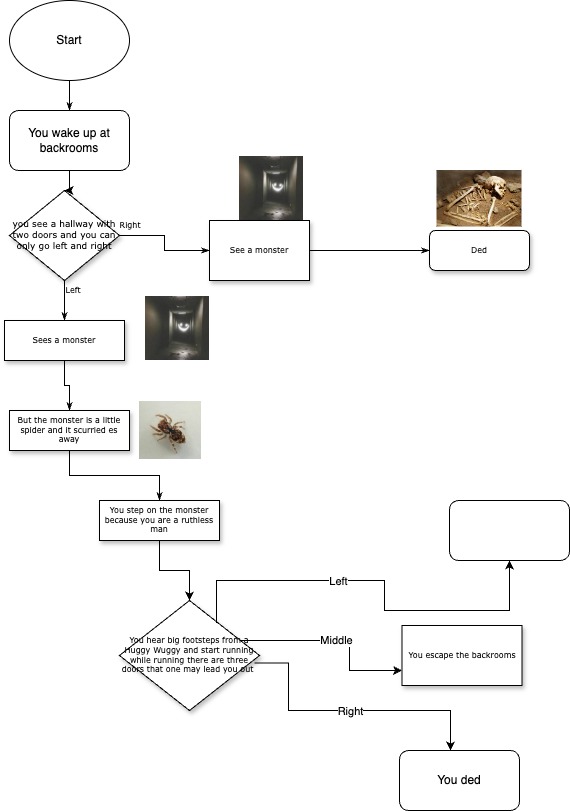 Start
You wake up at
backrooms
you see a hallway with
two doors and you can
only go left and right
Right
See a monster
Ded
Left
Sees a monster
But the monster is a little
spider and it scurried es
away
You step on the monster
because you are a ruthless
man
Left
You hear big footsteps from a
Huggy Wuggy and start running
while running there are three
doors that one may lead you out
Middle
You escape the backrooms
Right
You ded